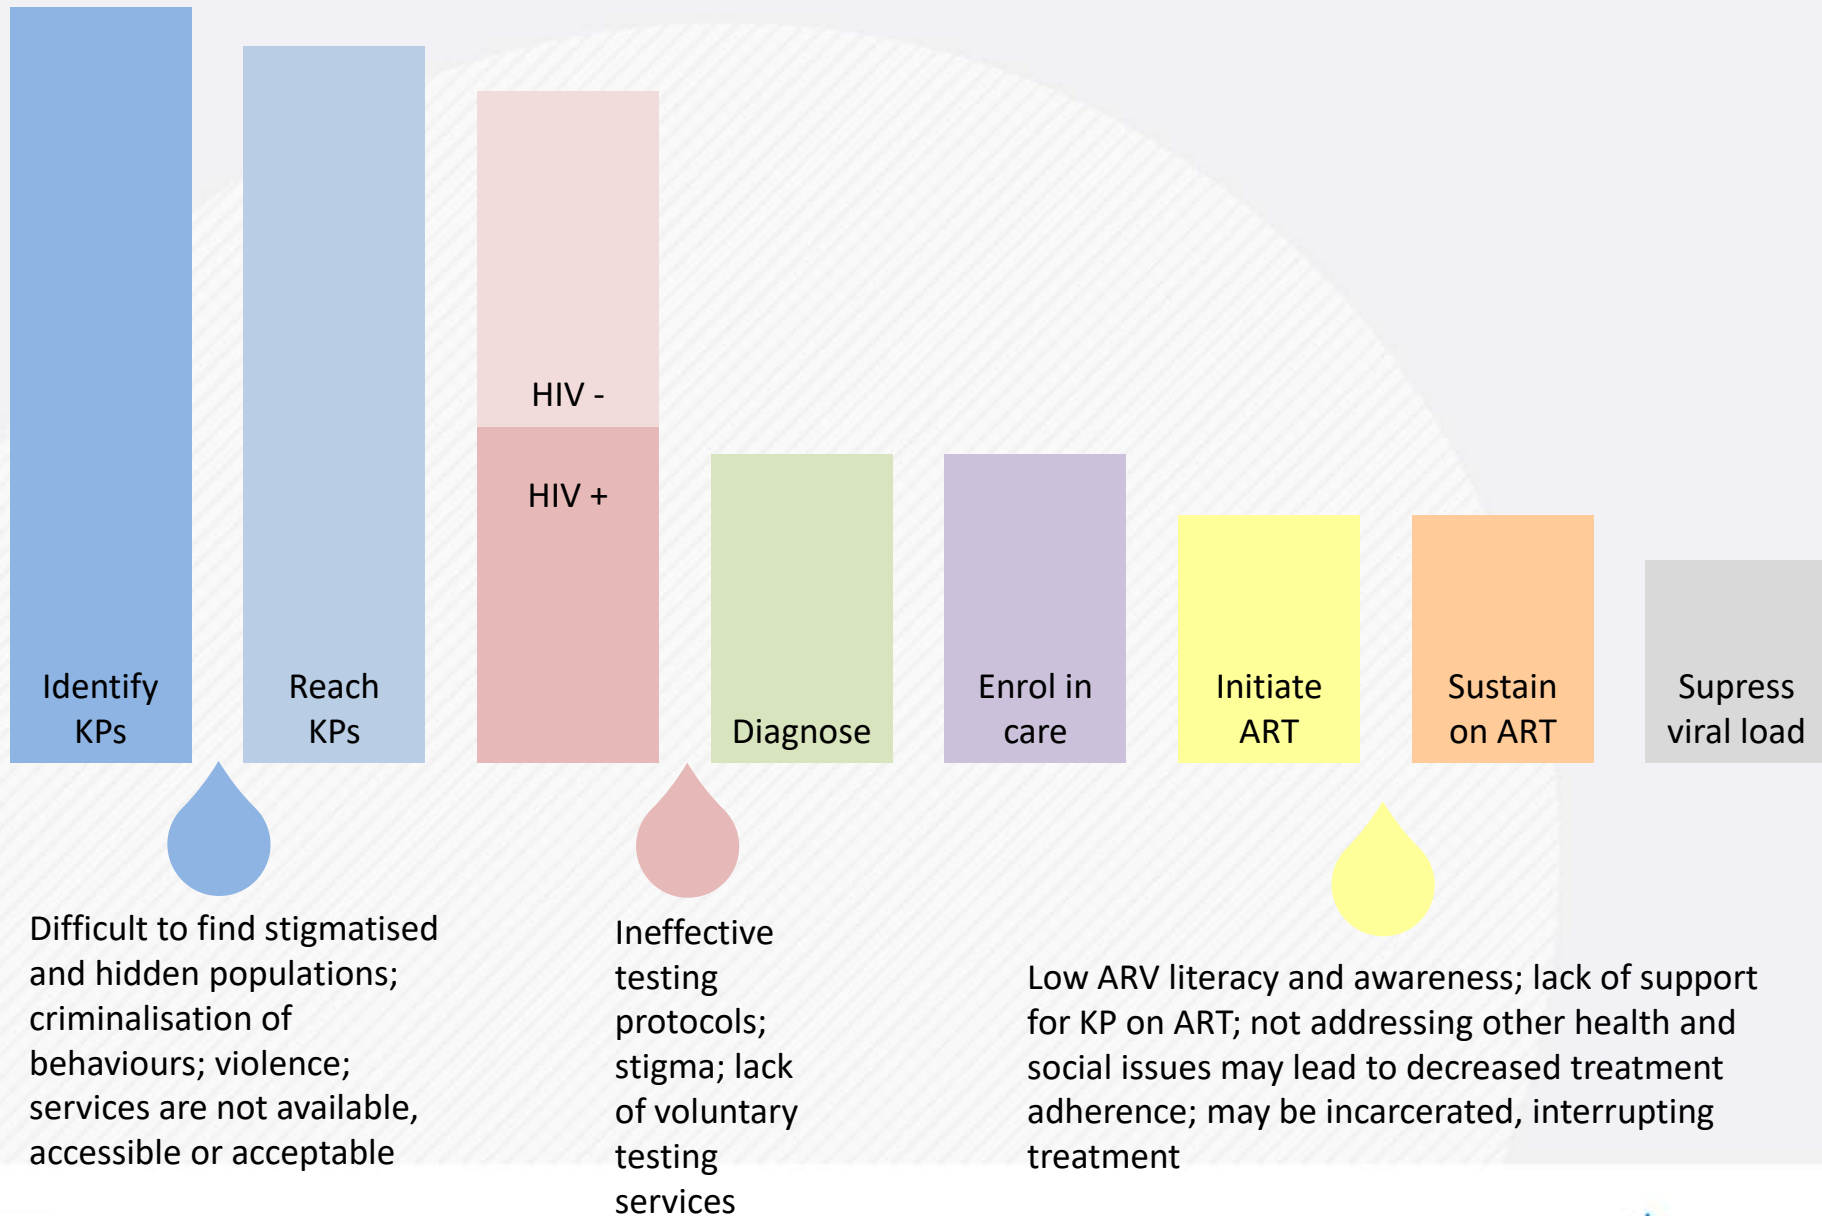 HIV -
HIV +
Identify
KPs
Reach
KPs
Diagnose
Enrol in
care
Initiate
ART
Sustain
on ART
Supress
viral load
Difficult to find stigmatised
and hidden populations;
criminalisation of
behaviours; violence;
services are not available,
accessible or acceptable
Ineffective
testing
protocols;
stigma; lack
of voluntary
testing
services
Low ARV literacy and awareness; lack of support
for KP on ART; not addressing other health and
social issues may lead to decreased treatment
adherence; may be incarcerated, interrupting
treatment